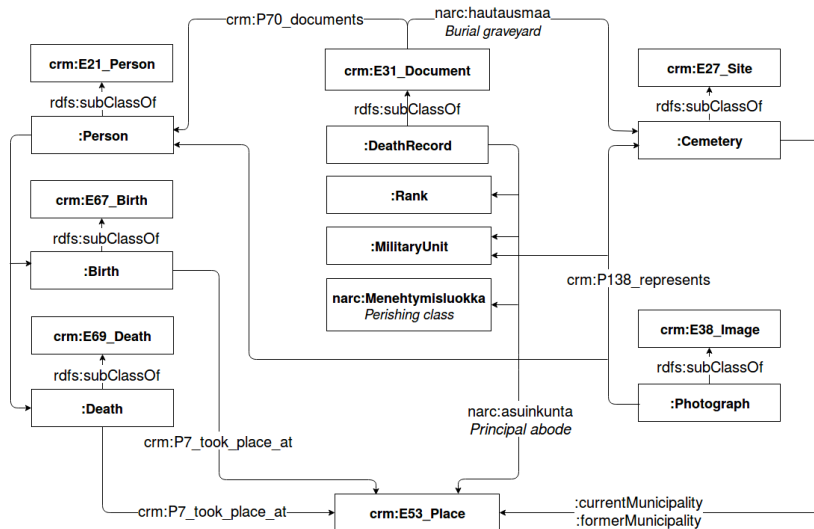 crm:P70_documents
narc:hautausmaa
Burial graveyard
crm:E21_Person
crm:E31_Document
crm:E27_Site
rdfs:subClassOf
rdfs:subClassOf
rdfs:subClassOf
:Person
:DeathRecord
:Cemetery
crm:E67_Birth
:Rank
rdfs:subClassOf
:MilitaryUnit
:Birth
crm:P138_represents
narc:Menehtymisluokka
Perishing class
crm:E69_Death
crm:E38_Image
rdfs:subClassOf
rdfs:subClassOf
:Death
:Photograph
narc:asuinkunta
Principal abode
crm:P7_took_place_at
crm:P7_took_place_at
crm:E53_Place
:currentMunicipality
:formerMunicipality